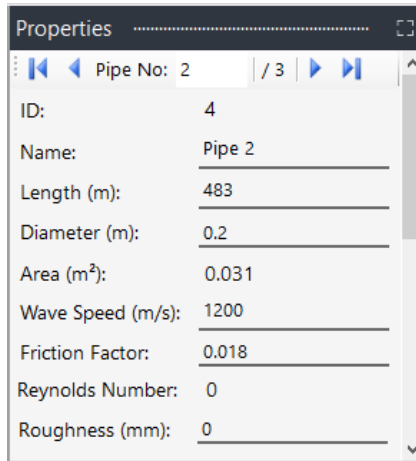 Properties
Pipe No: 2 / 3
ID: 4
Name: Pipe 2
Length (m): 483
Diameter (m): 0.2
Area (m²): 0.031
Wave Speed (m/s): 1200
Friction Factor: 0.018
Reynolds Number: 0
Roughness (mm): 0